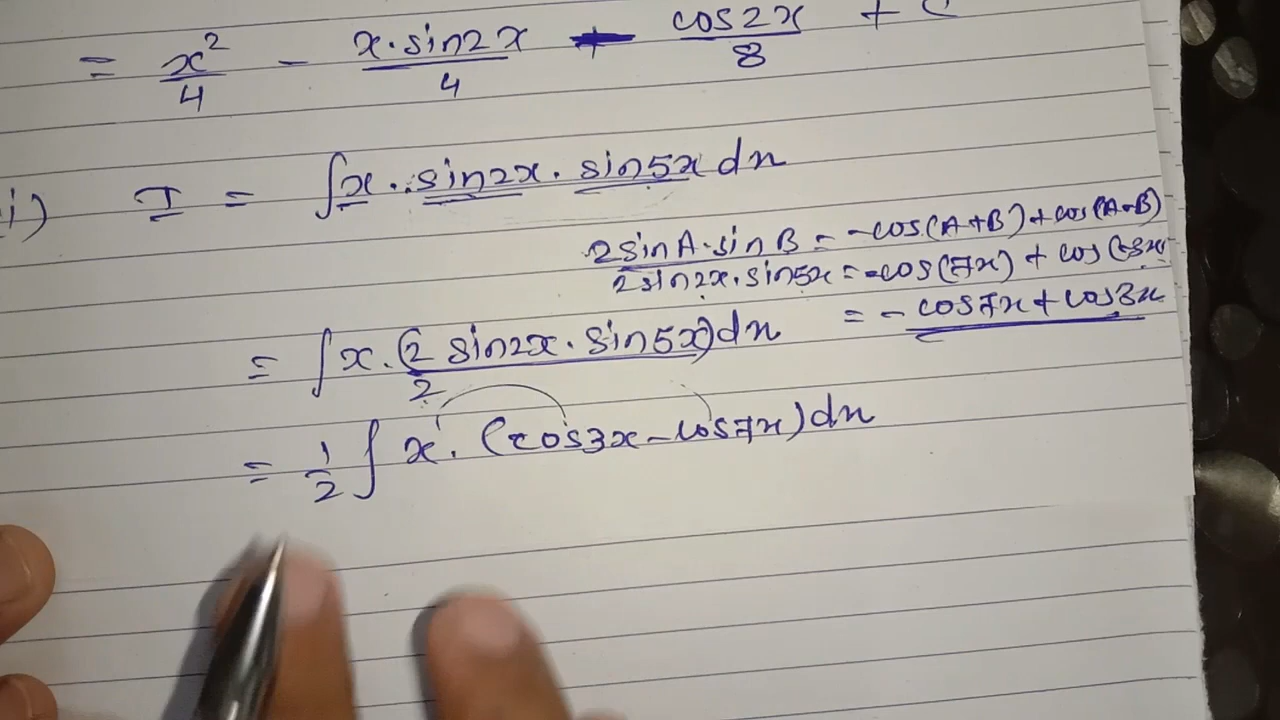 = x²/4 - x·sin2x/4 - cos2x/8 + C
i) I = ∫x·sin2x·sin5x dx
2sinA·sinB = -cos(A+B)+cos(A-B)
2sin2x·sin5x = -cos(7x) + cos(-3x)
= -cos7x+cos3x
= ∫x·(2 sin2x·sin5x)/2 dx
= 1/2 ∫x·(cos3x-cos7x)dx